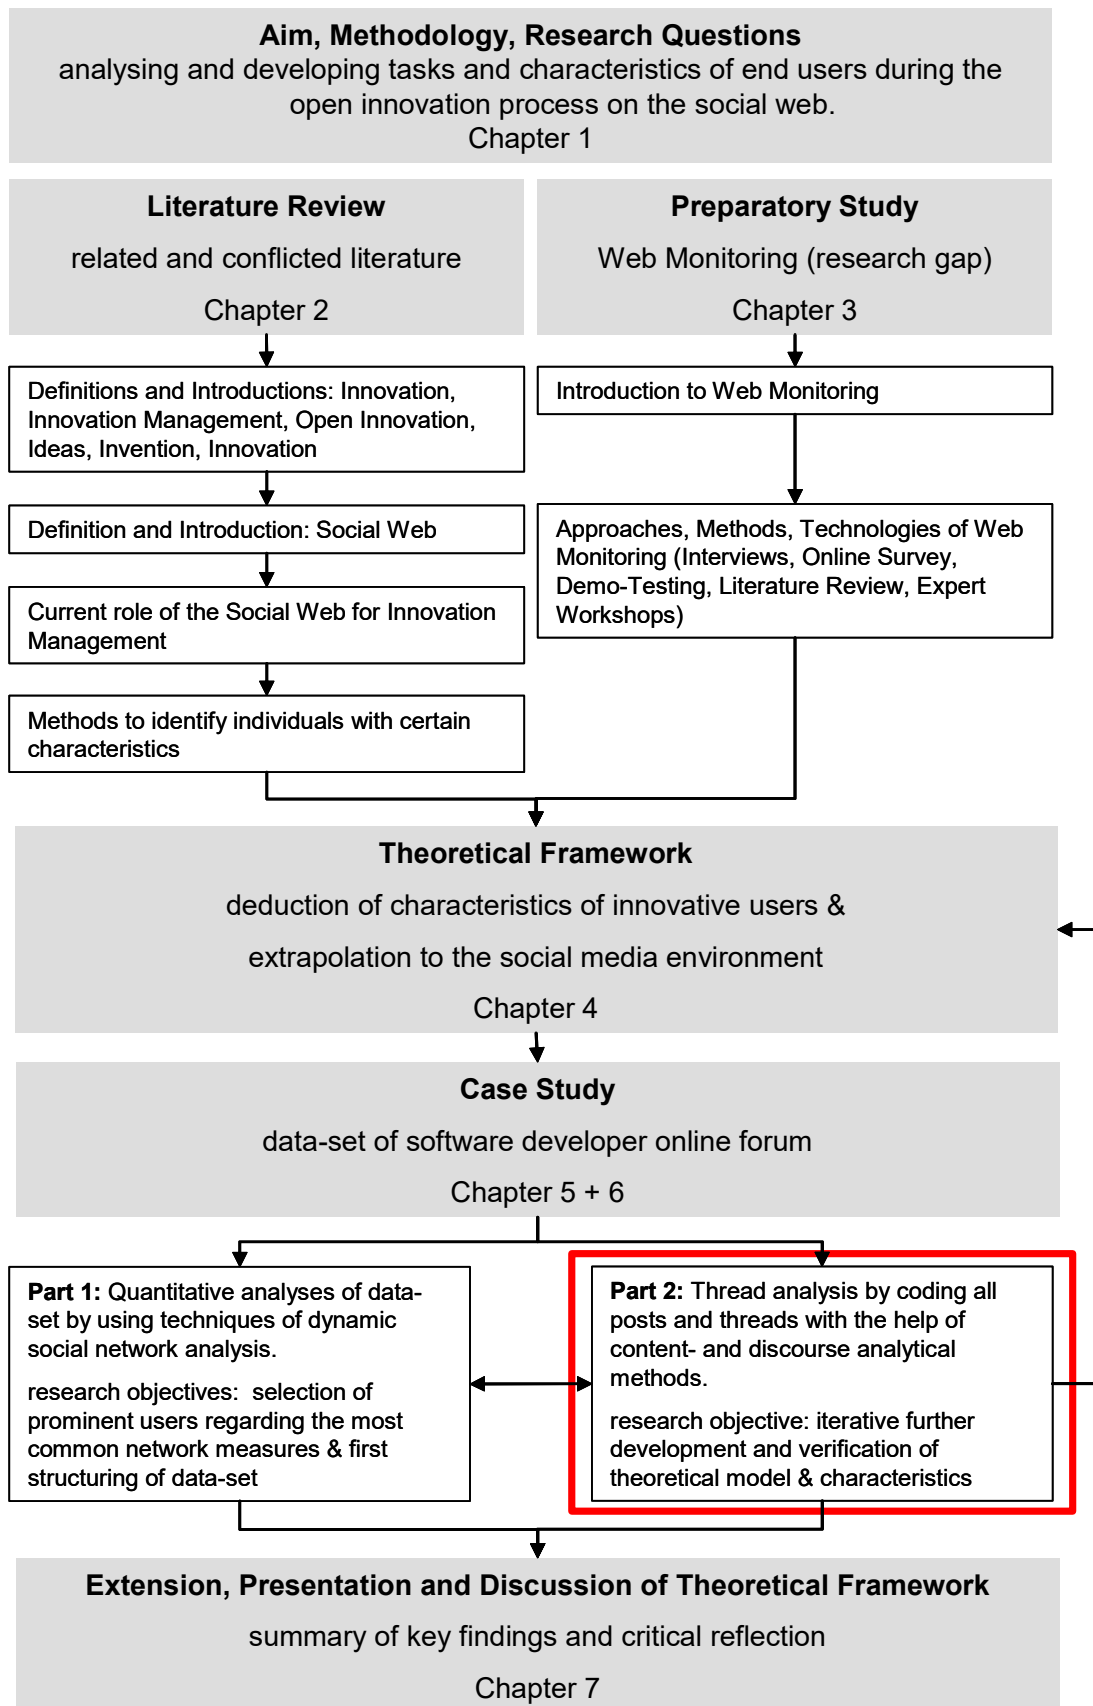 Aim, Methodology, Research Questions
analysing and developing tasks and characteristics of end users during the
open innovation process on the social web.
Chapter 1
Literature Review
related and conflicted literature
Chapter 2
Preparatory Study
Web Monitoring (research gap)
Chapter 3
Definitions and Introductions: Innovation,
Innovation Management, Open Innovation,
Ideas, Invention, Innovation
Definition and Introduction: Social Web
Current role of the Social Web for Innovation
Management
Methods to identify individuals with certain
characteristics
Introduction to Web Monitoring
Approaches, Methods, Technologies of Web
Monitoring (Interviews, Online Survey,
Demo-Testing, Literature Review, Expert
Workshops)
Theoretical Framework
deduction of characteristics of innovative users &
extrapolation to the social media environment
Chapter 4
Case Study
data-set of software developer online forum
Chapter 5 + 6
Part 1: Quantitative analyses of data-
set by using techniques of dynamic
social network analysis.
research objectives:  selection of
prominent users regarding the most
common network measures & first
structuring of data-set
Part 2: Thread analysis by coding all
posts and threads with the help of
content- and discourse analytical
methods.
research objective: iterative further
development and verification of
theoretical model & characteristics
Extension, Presentation and Discussion of Theoretical Framework
summary of key findings and critical reflection
Chapter 7